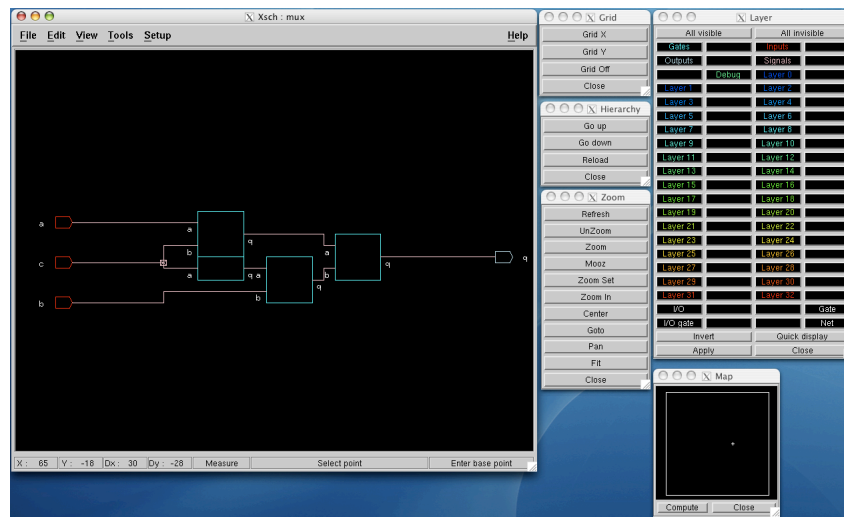 Xsch : mux
File Edit View Tools Setup Help
a
a
q
b
a
c
q
q
a
q a
b
q
b
b
X : 65 Y : -18 Dx : 30 Dy : -28 Measure Select point Enter base point
Grid
Grid X
Grid Y
Grid Off
Close
Hierarchy
Go up
Go down
Reload
Close
Zoom
Refresh
UnZoom
Zoom
Mooz
Zoom Set
Zoom In
Center
Goto
Pan
Fit
Close
Layer
All visible All invisible
Gates Inputs
Outputs Signals
Debug Layer 0
Layer 1 Layer 2
Layer 3 Layer 4
Layer 5 Layer 6
Layer 7 Layer 8
Layer 9 Layer 10
Layer 11 Layer 12
Layer 13 Layer 14
Layer 15 Layer 16
Layer 17 Layer 18
Layer 19 Layer 20
Layer 21 Layer 22
Layer 23 Layer 24
Layer 25 Layer 26
Layer 27 Layer 28
Layer 29 Layer 30
Layer 31 Layer 32
I/O Gate
I/O gate Net
Invert Quick display
Apply Close
Map
Compute Close